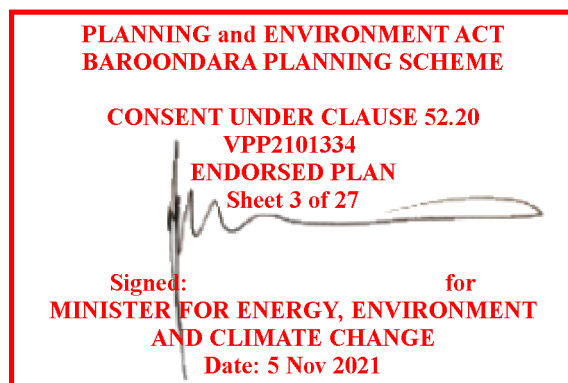 PLANNING and ENVIRONMENT ACT
BAROONDARA PLANNING SCHEME
CONSENT UNDER CLAUSE 52.20
VPP2101334
ENDORSED PLAN
Sheet 3 of 27
Signed: for
MINISTER FOR ENERGY, ENVIRONMENT
AND CLIMATE CHANGE
Date: 5 Nov 2021